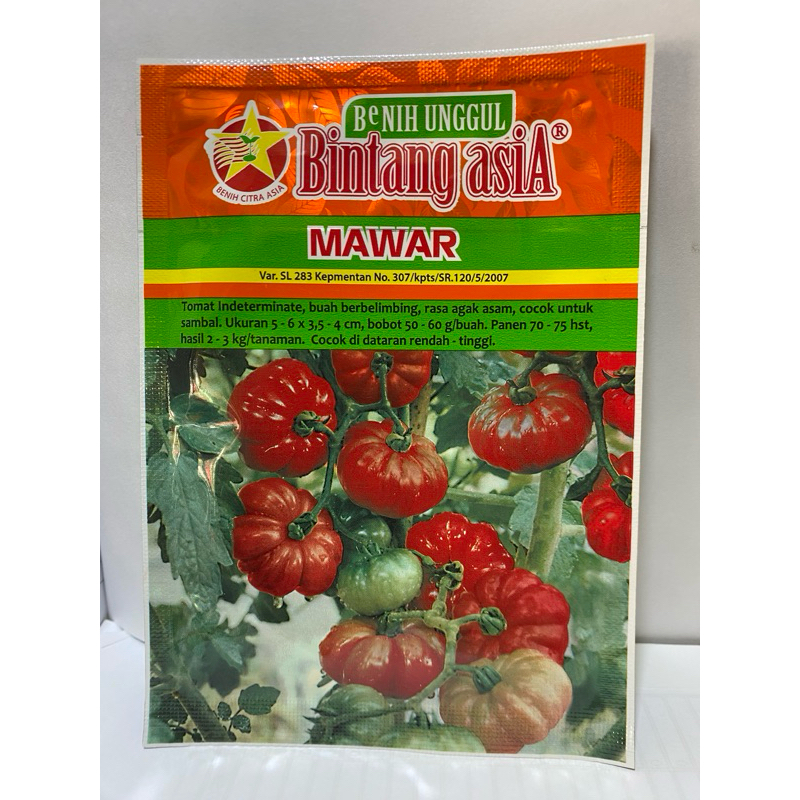 BeNIH UNGGUL
Bintang asiA®
BENIH CITRA ASIA
MAWAR
Var. SL 283 Kepmentan No. 307/kpts/SR.120/5/2007
Tomat Indeterminate, buah berbelimbing, rasa agak asam, cocok untuk
sambal. Ukuran 5 - 6 x 3,5 - 4 cm, bobot 50 - 60 g/buah. Panen 70 - 75 hst,
hasil 2 - 3 kg/tanaman. Cocok di dataran rendah - tinggi.